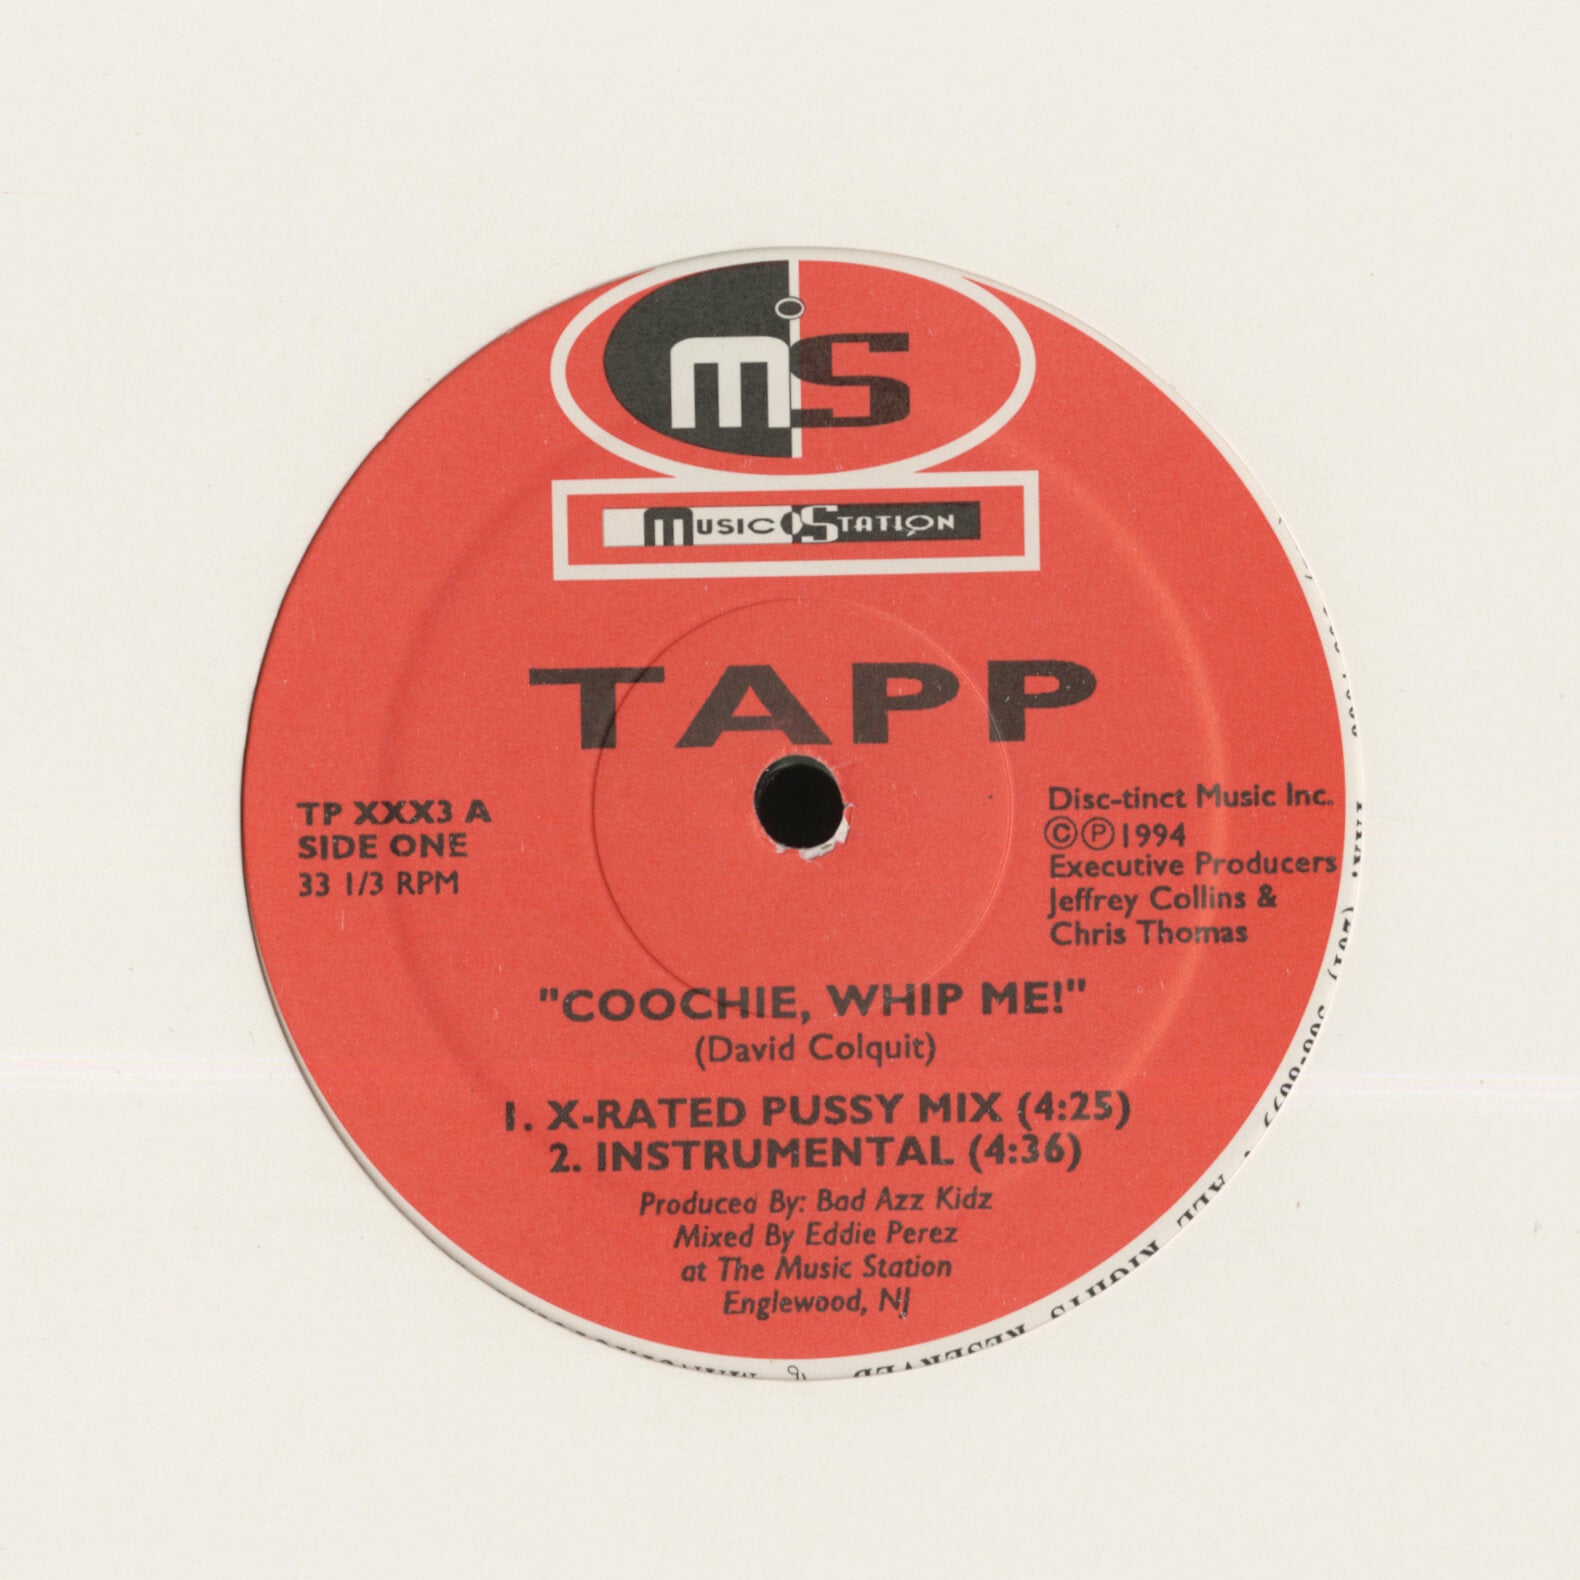 mS
MUSIC STATION
TAPP
TP XXX3 A
SIDE ONE
33 1/3 RPM
Disc-tinct Music Inc.
©℗1994
Executive Producers
Jeffrey Collins &
Chris Thomas
"COOCHIE, WHIP ME!"
(David Colquit)
1. X-RATED PUSSY MIX (4:25)
2. INSTRUMENTAL (4:36)
Produced By: Bad Azz Kidz
Mixed By Eddie Perez
at The Music Station
Englewood, NJ
ALL RIGHTS RESERVED